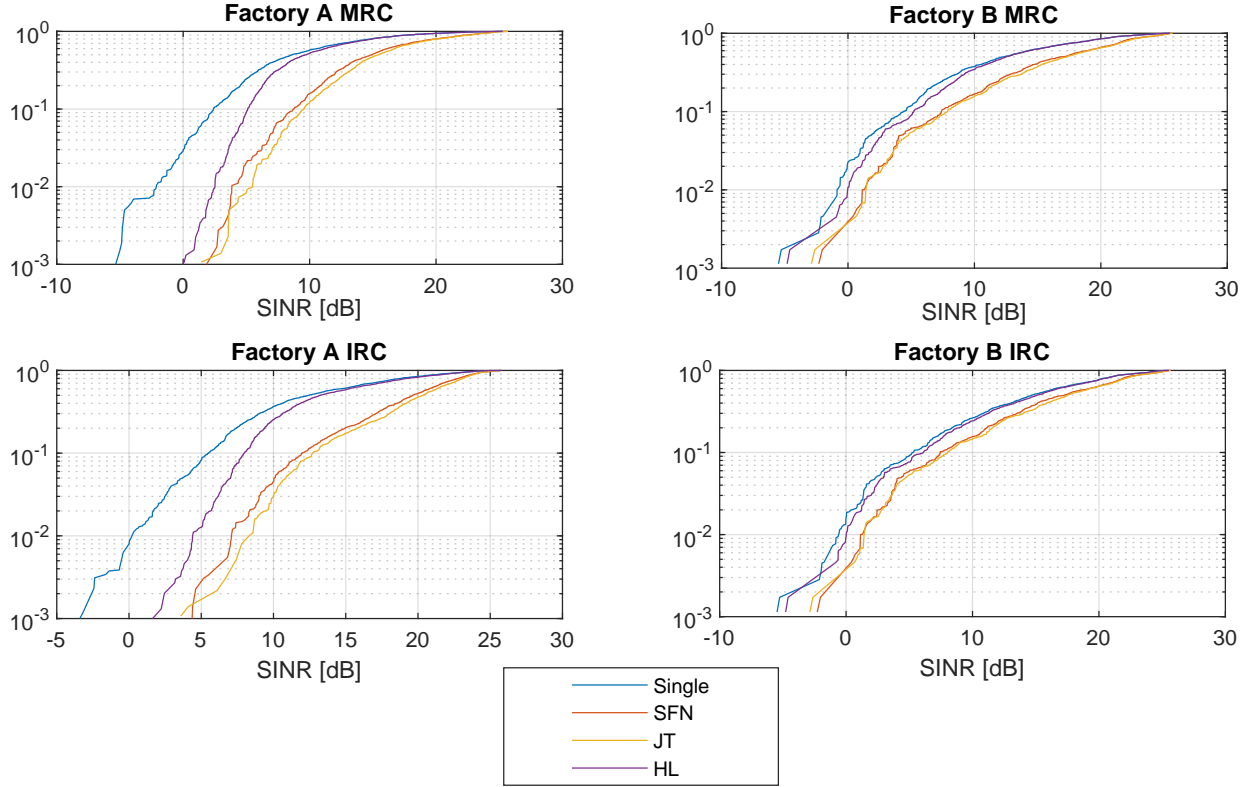 Factory A MRC
10^0
10^-1
10^-2
10^-3
-10 0 10 20 30
SINR [dB]
Factory B MRC
10^0
10^-1
10^-2
10^-3
-10 0 10 20 30
SINR [dB]
Factory A IRC
10^0
10^-1
10^-2
10^-3
-5 0 5 10 15 20 25 30
SINR [dB]
Factory B IRC
10^0
10^-1
10^-2
10^-3
-10 0 10 20 30
SINR [dB]
Single
SFN
JT
HL